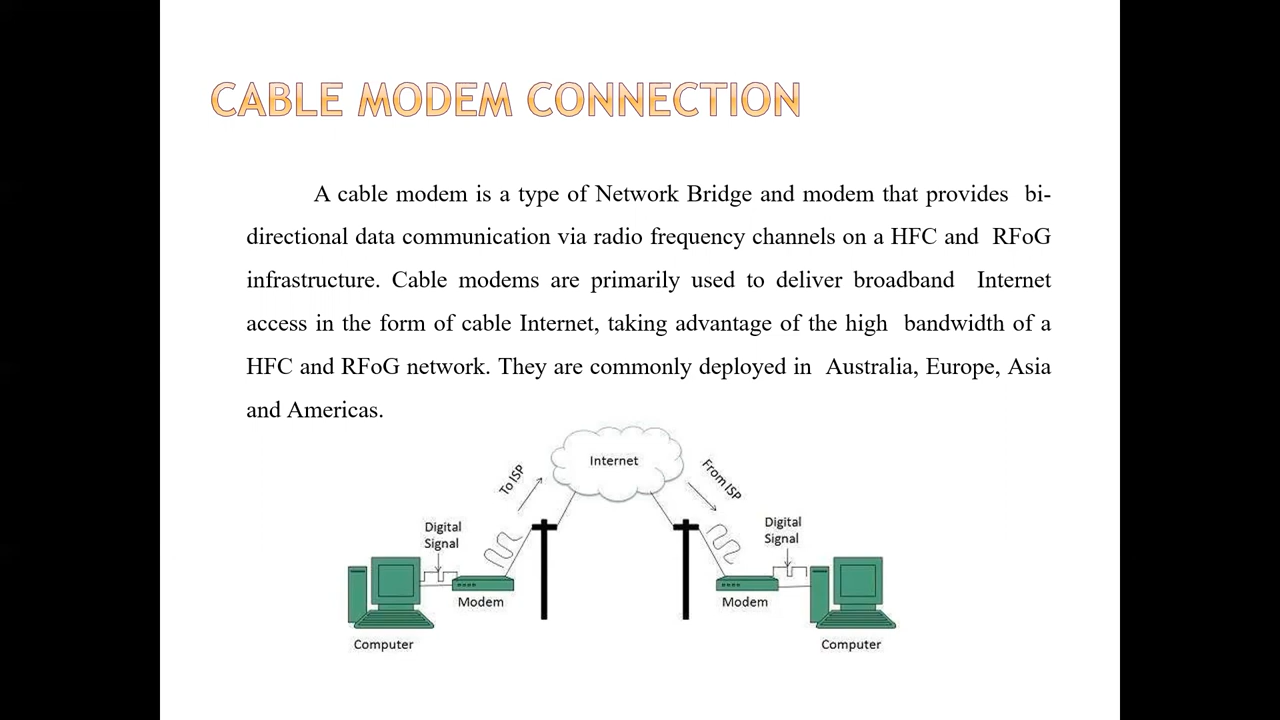 CABLE MODEM CONNECTION
A cable modem is a type of Network Bridge and modem that provides bi-
directional data communication via radio frequency channels on a HFC and RFoG
infrastructure. Cable modems are primarily used to deliver broadband Internet
access in the form of cable Internet, taking advantage of the high bandwidth of a
HFC and RFoG network. They are commonly deployed in Australia, Europe, Asia
and Americas.
Internet
To ISP
From ISP
Digital
Signal
Digital
Signal
Modem
Modem
Computer
Computer